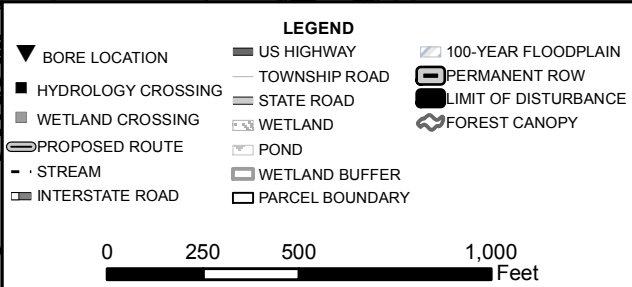 LEGEND
BORE LOCATION
HYDROLOGY CROSSING
WETLAND CROSSING
PROPOSED ROUTE
STREAM
INTERSTATE ROAD
US HIGHWAY
TOWNSHIP ROAD
STATE ROAD
WETLAND
POND
WETLAND BUFFER
PARCEL BOUNDARY
100-YEAR FLOODPLAIN
PERMANENT ROW
LIMIT OF DISTURBANCE
FOREST CANOPY
0 250 500 1,000
Feet